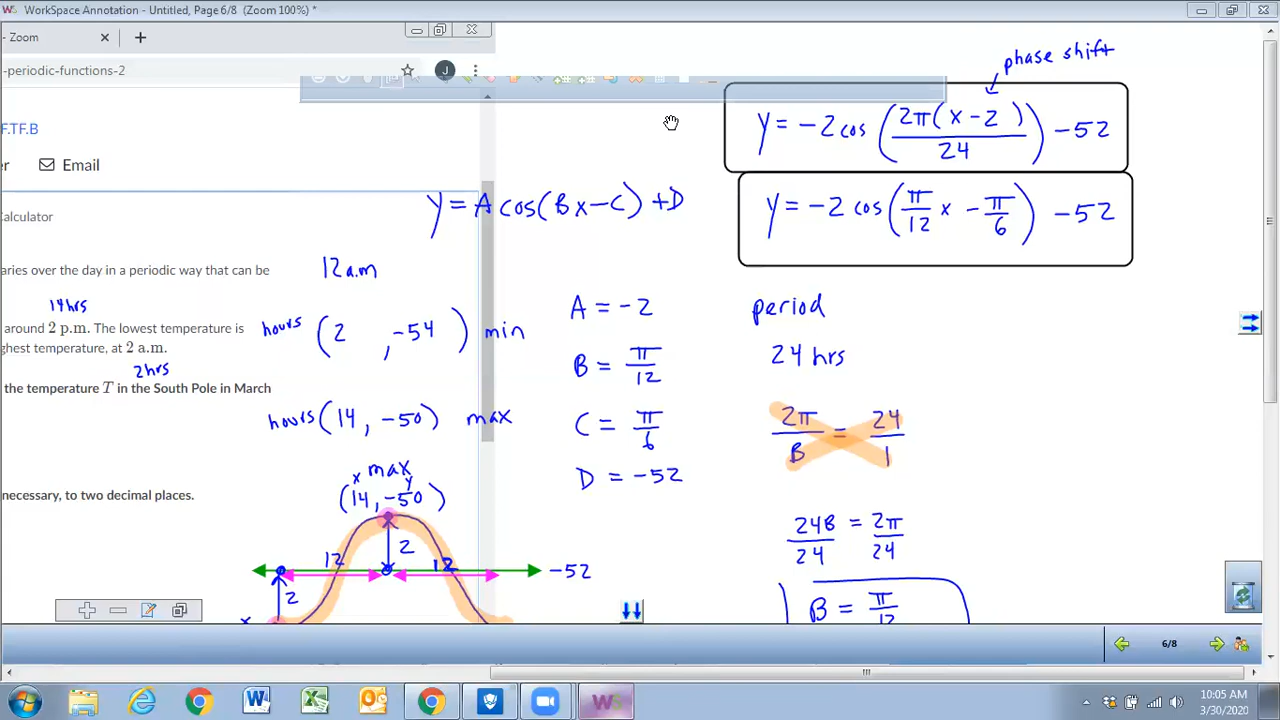 WorkSpace Annotation - Untitled, Page 6/8 (Zoom 100%) *
- Zoom
-periodic-functions-2
J
F.TF.B
er Email
Calculator
aries over the day in a periodic way that can be
14hrs
around 2 p.m. The lowest temperature is
ghest temperature, at 2 a.m.
2hrs
the temperature T in the South Pole in March
necessary, to two decimal places.
phase shift
y = -2cos(2π(x-2)/24) -52
y = -2 cos(π/12 x - π/6) -52
y = A cos(Bx-C) +D
12a.m
hours (2 , -54 ) min
hours (14, -50) max
x max y
(14, -50)
2
12 12
-52
2
x
A = -2
B = π/12
C = π/6
D = -52
period
24 hrs
2π/B = 24/1
24B/24 = 2π/24
B = π/12
6/8
10:05 AM
3/30/2020